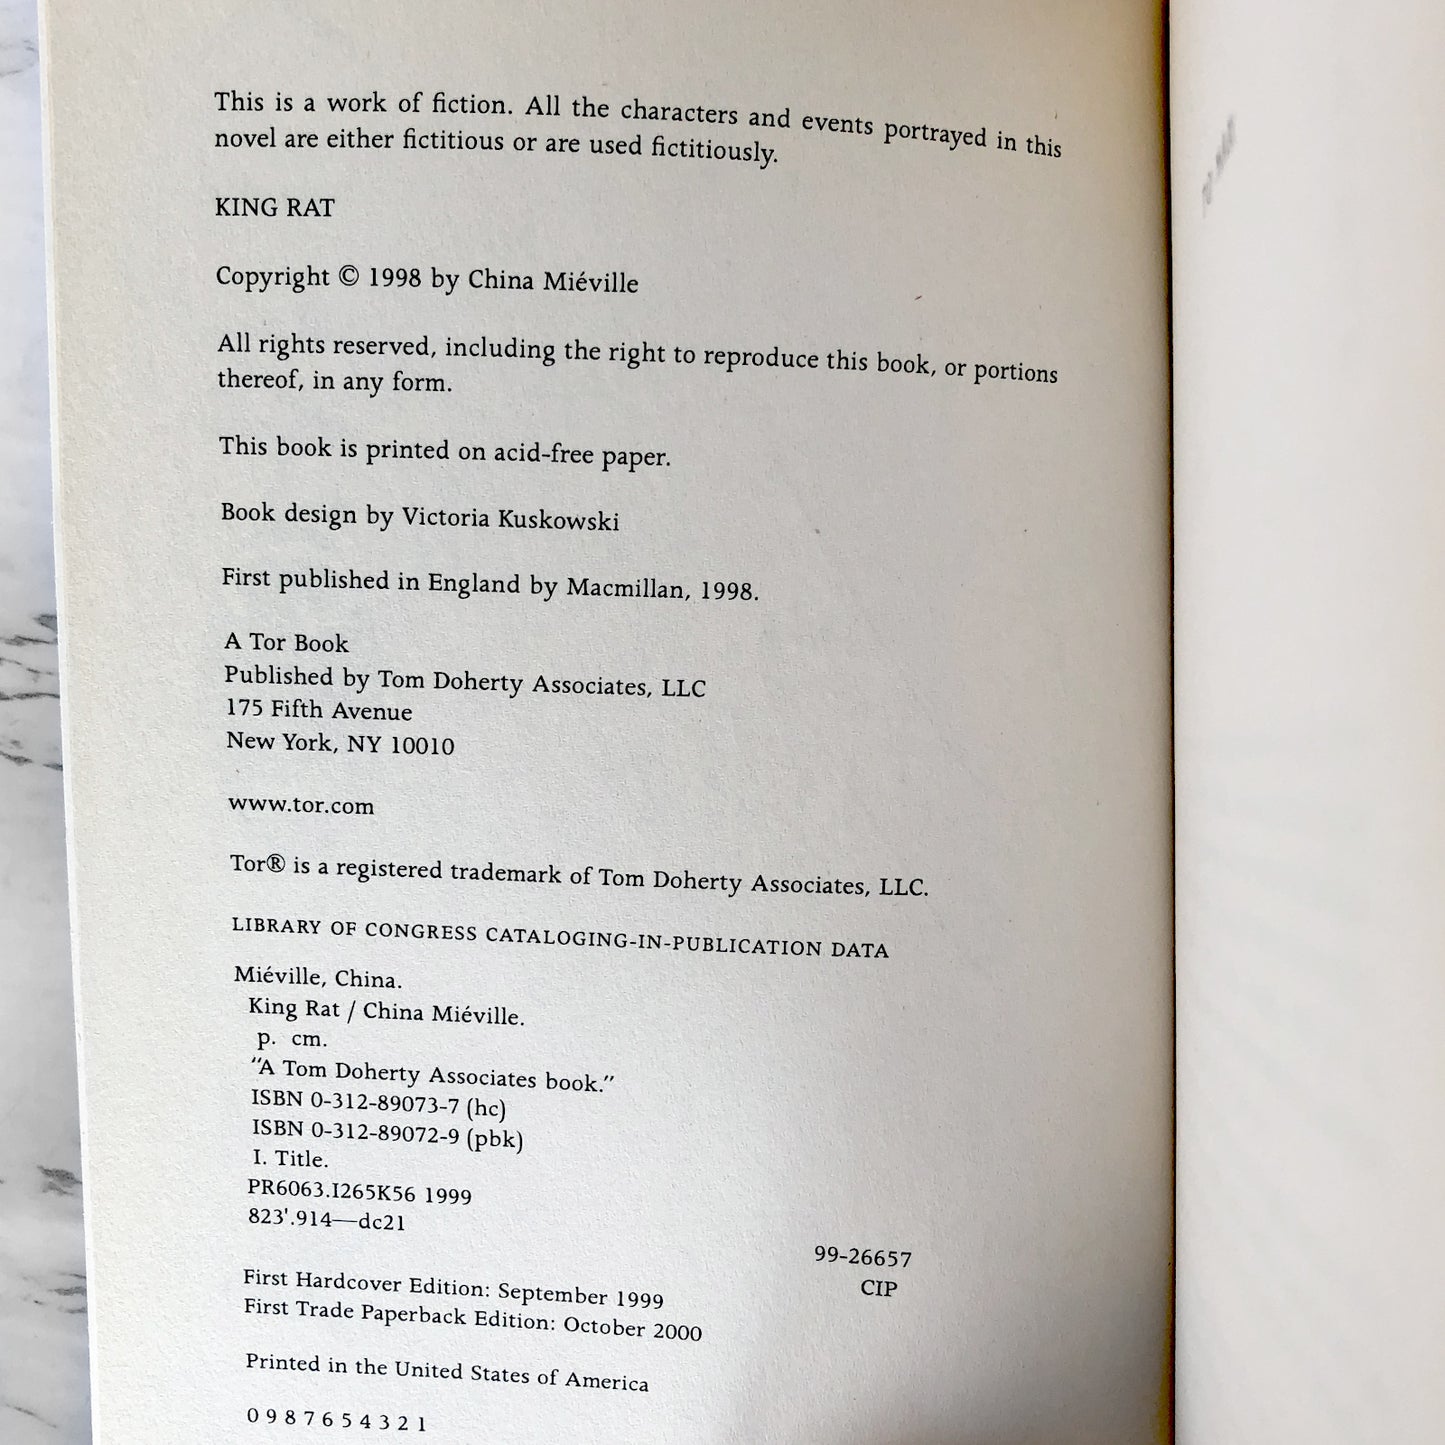 This is a work of fiction. All the characters and events portrayed in this
novel are either fictitious or are used fictitiously.
KING RAT
Copyright © 1998 by China Miéville
All rights reserved, including the right to reproduce this book, or portions
thereof, in any form.
This book is printed on acid-free paper.
Book design by Victoria Kuskowski
First published in England by Macmillan, 1998.
A Tor Book
Published by Tom Doherty Associates, LLC
175 Fifth Avenue
New York, NY 10010
www.tor.com
Tor® is a registered trademark of Tom Doherty Associates, LLC.
LIBRARY OF CONGRESS CATALOGING-IN-PUBLICATION DATA
Miéville, China.
King Rat / China Miéville.
p. cm.
"A Tom Doherty Associates book."
ISBN 0-312-89073-7 (hc)
ISBN 0-312-89072-9 (pbk)
I. Title.
PR6063.I265K56 1999
823'.914—dc21
99-26657
CIP
First Hardcover Edition: September 1999
First Trade Paperback Edition: October 2000
Printed in the United States of America
0 9 8 7 6 5 4 3 2 1